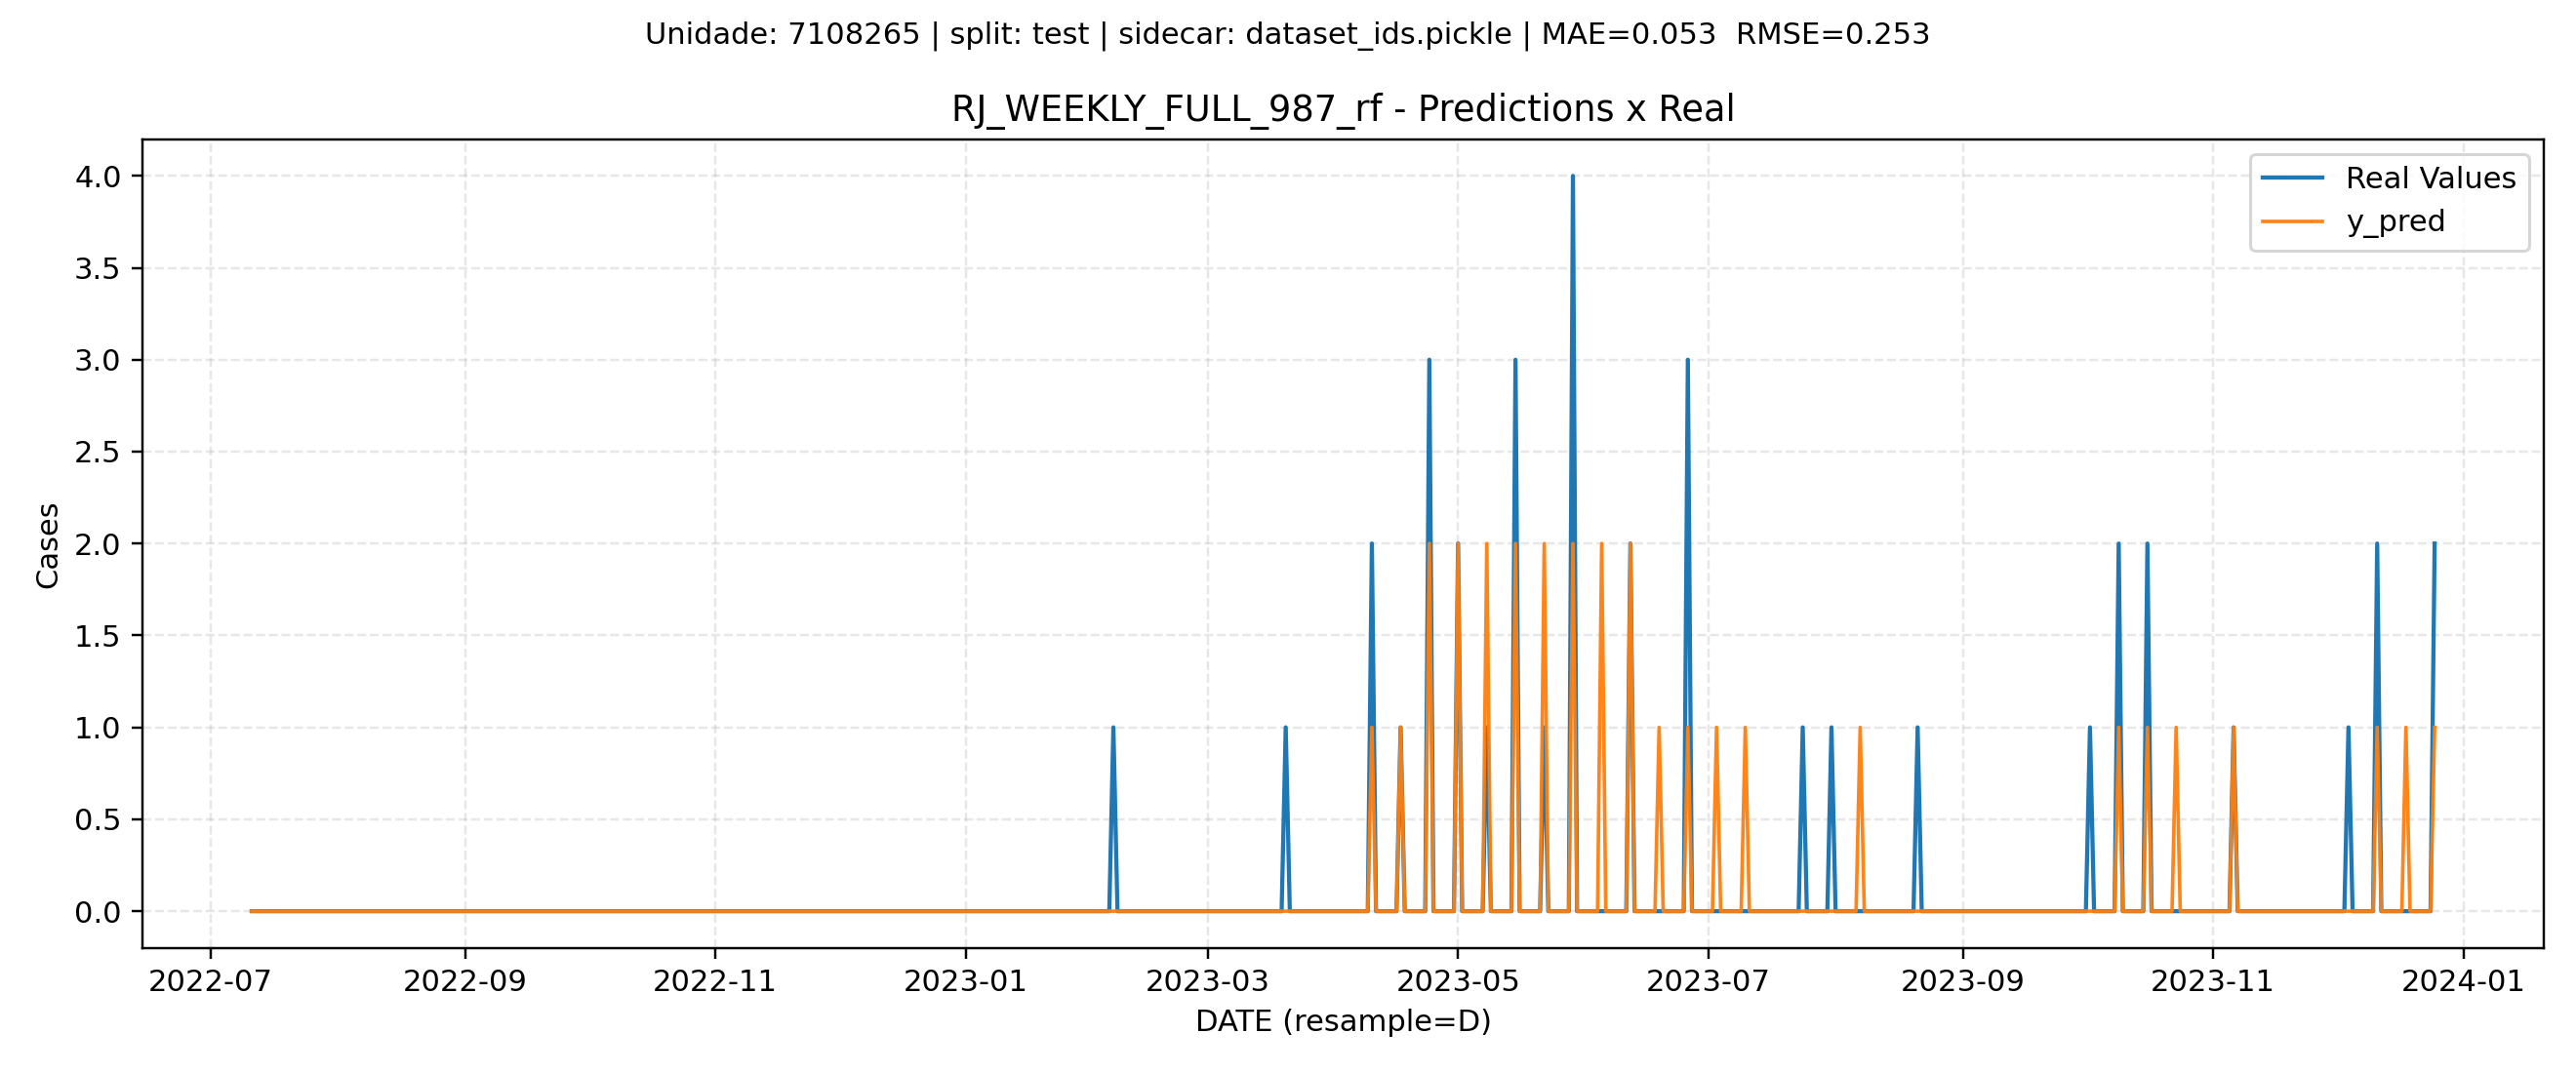 Unidade: 7108265 | split: test | sidecar: dataset_ids.pickle | MAE=0.053  RMSE=0.253
RJ_WEEKLY_FULL_987_rf - Predictions x Real
Real Values
y_pred
4.0
3.5
3.0
2.5
2.0
1.5
1.0
0.5
0.0
Cases
2022-07 2022-09 2022-11 2023-01 2023-03 2023-05 2023-07 2023-09 2023-11 2024-01
DATE (resample=D)